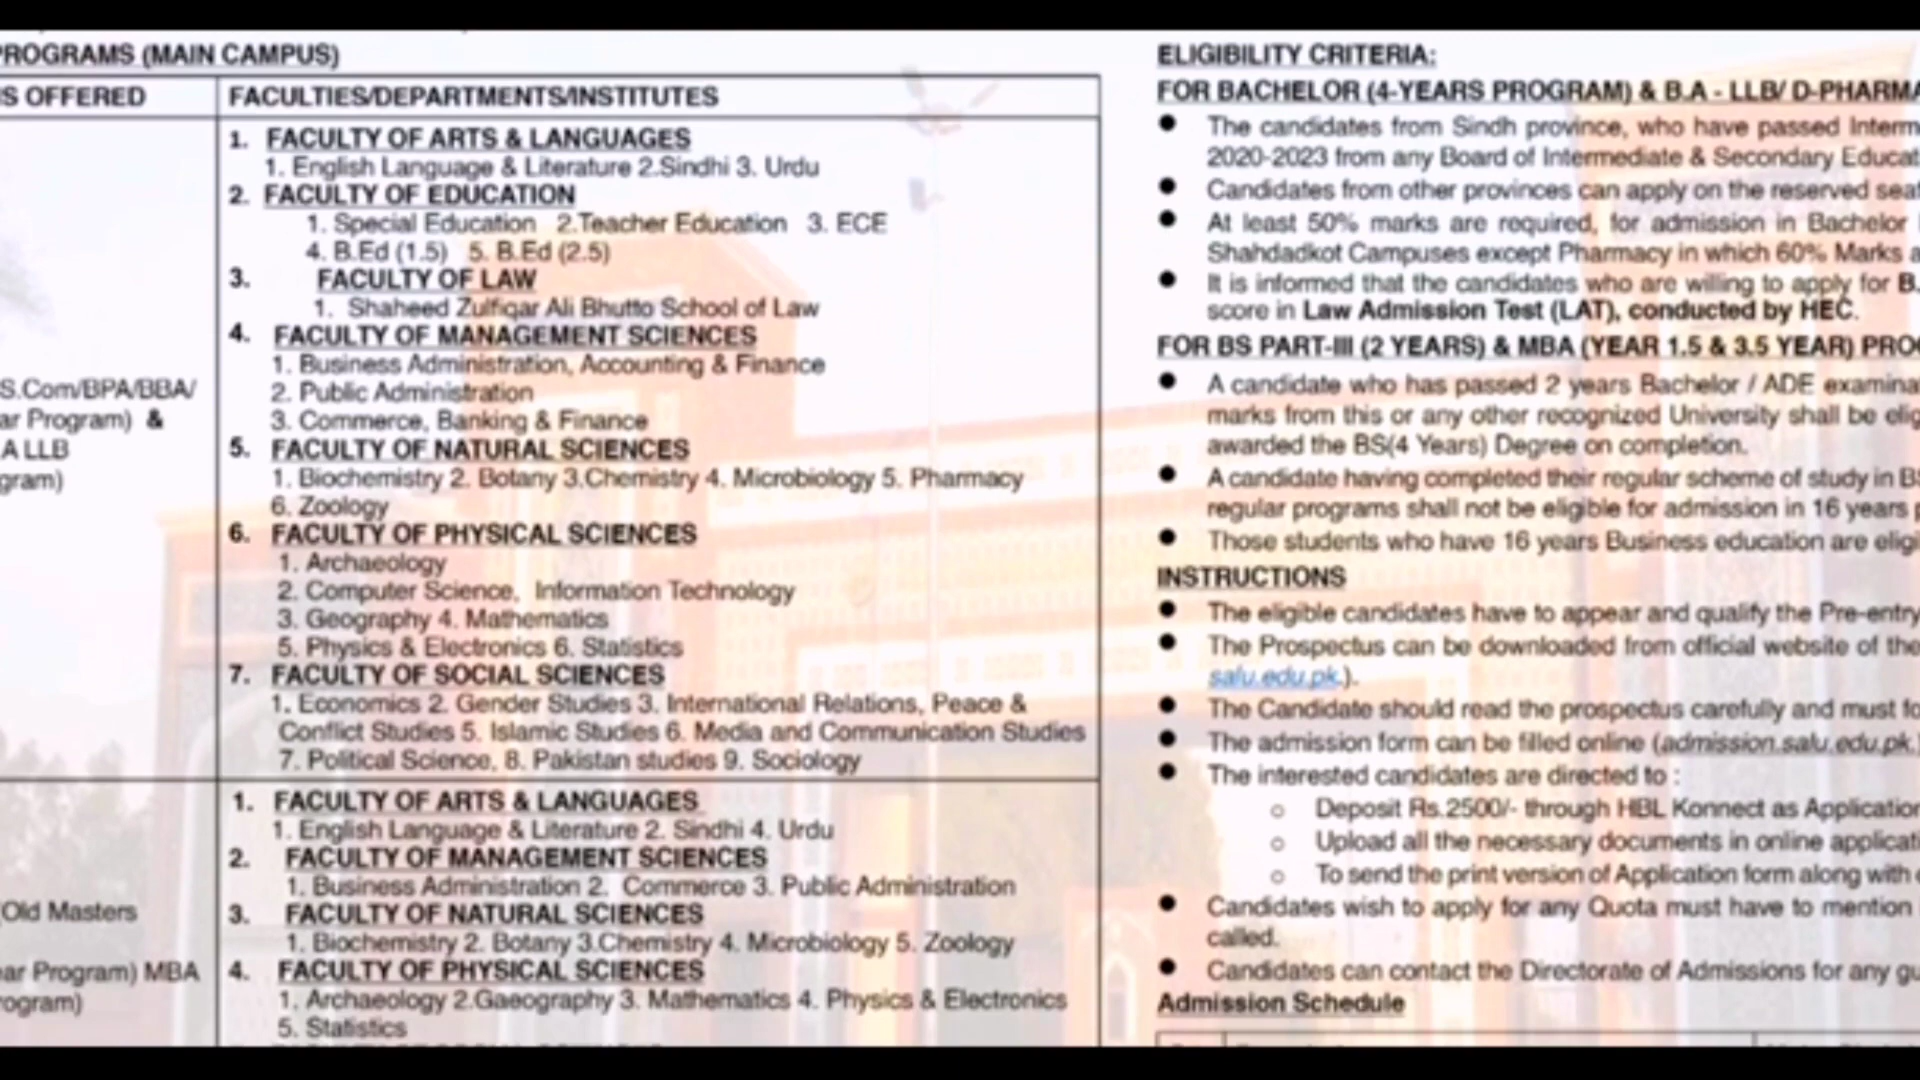 PROGRAMS (MAIN CAMPUS)
S OFFERED
FACULTIES/DEPARTMENTS/INSTITUTES
S.Com/BPA/BBA/
ar Program) &
A LLB
gram)
1. FACULTY OF ARTS & LANGUAGES
1. English Language & Literature 2.Sindhi 3. Urdu
2. FACULTY OF EDUCATION
1. Special Education 2.Teacher Education 3. ECE
4. B.Ed (1.5) 5. B.Ed (2.5)
3. FACULTY OF LAW
1. Shaheed Zulfiqar Ali Bhutto School of Law
4. FACULTY OF MANAGEMENT SCIENCES
1. Business Administration, Accounting & Finance
2. Public Administration
3. Commerce, Banking & Finance
5. FACULTY OF NATURAL SCIENCES
1. Biochemistry 2. Botany 3.Chemistry 4. Microbiology 5. Pharmacy
6. Zoology
6. FACULTY OF PHYSICAL SCIENCES
1. Archaeology
2. Computer Science, Information Technology
3. Geography 4. Mathematics
5. Physics & Electronics 6. Statistics
7. FACULTY OF SOCIAL SCIENCES
1. Economics 2. Gender Studies 3. International Relations, Peace &
Conflict Studies 5. Islamic Studies 6. Media and Communication Studies
7. Political Science, 8. Pakistan studies 9. Sociology
Old Masters
ar Program) MBA
ogram)
1. FACULTY OF ARTS & LANGUAGES
1. English Language & Literature 2. Sindhi 4. Urdu
2. FACULTY OF MANAGEMENT SCIENCES
1. Business Administration 2. Commerce 3. Public Administration
3. FACULTY OF NATURAL SCIENCES
1. Biochemistry 2. Botany 3.Chemistry 4. Microbiology 5. Zoology
4. FACULTY OF PHYSICAL SCIENCES
1. Archaeology 2.Gaeography 3. Mathematics 4. Physics & Electronics
5. Statistics
ELIGIBILITY CRITERIA:
FOR BACHELOR (4-YEARS PROGRAM) & B.A - LLB/ D-PHARMA
● The candidates from Sindh province, who have passed Interm
2020-2023 from any Board of Intermediate & Secondary Educat
● Candidates from other provinces can apply on the reserved seat
● At least 50% marks are required, for admission in Bachelor
Shahdadkot Campuses except Pharmacy in which 60% Marks a
● It is informed that the candidates who are willing to apply for B.
score in Law Admission Test (LAT), conducted by HEC.
FOR BS PART-III (2 YEARS) & MBA (YEAR 1.5 & 3.5 YEAR) PROG
● A candidate who has passed 2 years Bachelor / ADE examinat
marks from this or any other recognized University shall be elig
awarded the BS(4 Years) Degree on completion.
● A candidate having completed their regular scheme of study in BS
regular programs shall not be eligible for admission in 16 years p
● Those students who have 16 years Business education are eligi
INSTRUCTIONS
● The eligible candidates have to appear and qualify the Pre-entry
● The Prospectus can be downloaded from official website of the
salu.edu.pk.).
● The Candidate should read the prospectus carefully and must fo
● The admission form can be filled online (admission.salu.edu.pk.)
● The interested candidates are directed to :
○ Deposit Rs.2500/- through HBL Konnect as Application
○ Upload all the necessary documents in online applicati
○ To send the print version of Application form along with
● Candidates wish to apply for any Quota must have to mention
called.
● Candidates can contact the Directorate of Admissions for any gu
Admission Schedule